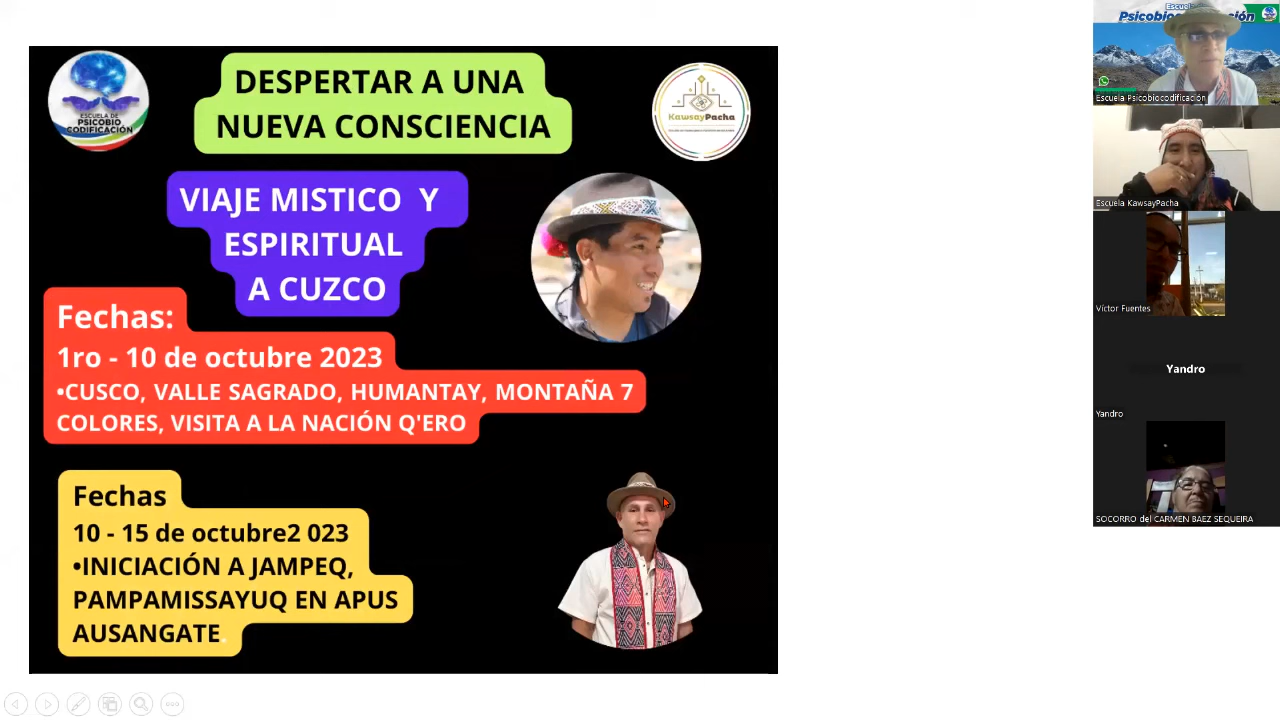 DESPERTAR A UNA
NUEVA CONSCIENCIA
ESCUELA DE
PSICOBIO
CODIFICACIÓN
KawsayPacha
VIAJE MISTICO Y
ESPIRITUAL
A CUZCO
Fechas:
1ro - 10 de octubre 2023
•CUSCO, VALLE SAGRADO, HUMANTAY, MONTAÑA 7
COLORES, VISITA A LA NACIÓN Q'ERO
Fechas
10 - 15 de octubre2 023
•INICIACIÓN A JAMPEQ,
PAMPAMISSAYUQ EN APUS
AUSANGATE.
Escuela Psicobiocodificación
Escuela KawsayPacha
Víctor Fuentes
Yandro
Yandro
SOCORRO del CARMEN BAEZ SEQUEIRA